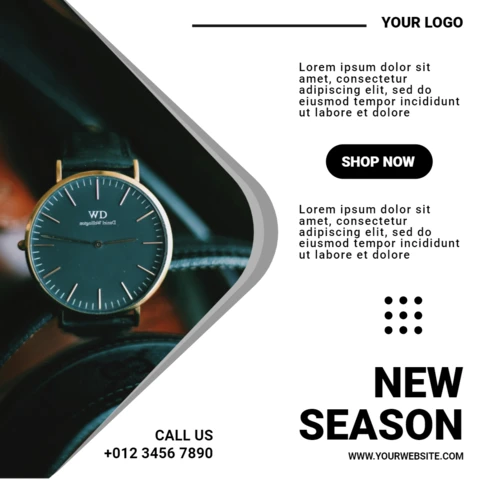 YOUR LOGO
Lorem ipsum dolor sit
amet, consectetur
adipiscing elit, sed do
eiusmod tempor incididunt
ut labore et dolore
SHOP NOW
Lorem ipsum dolor sit
amet, consectetur
adipiscing elit, sed do
eiusmod tempor incididunt
ut labore et dolore
WD
Daniel Wellington
NEW
SEASON
WWW.YOURWEBSITE.COM
CALL US
+012 3456 7890